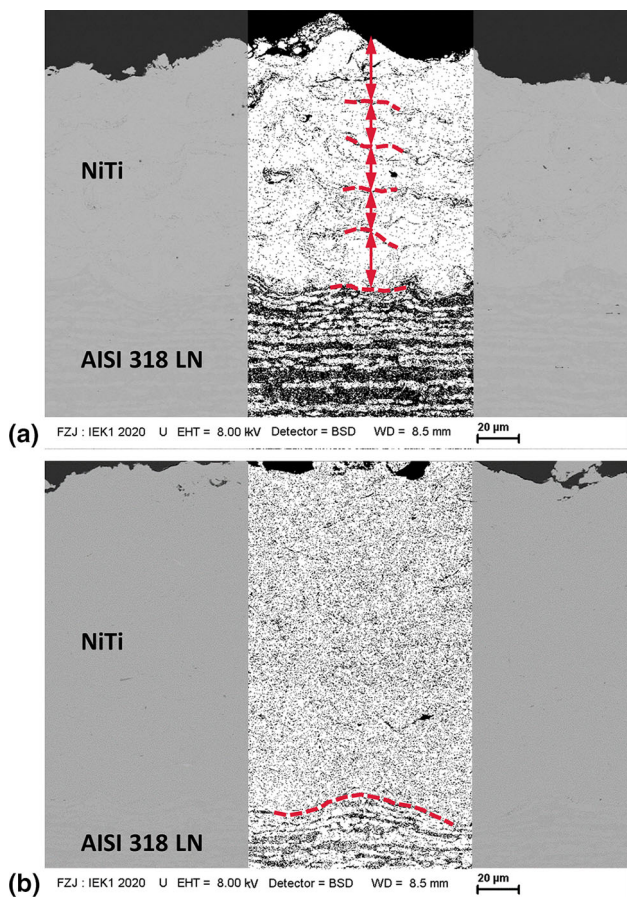 NiTi
AISI 318 LN
(a) FZJ : IEK1 2020 U EHT = 8.00 kV Detector = BSD WD = 8.5 mm 20 µm
NiTi
AISI 318 LN
(b) FZJ : IEK1 2020 U EHT = 8.00 kV Detector = BSD WD = 8.5 mm 20 µm